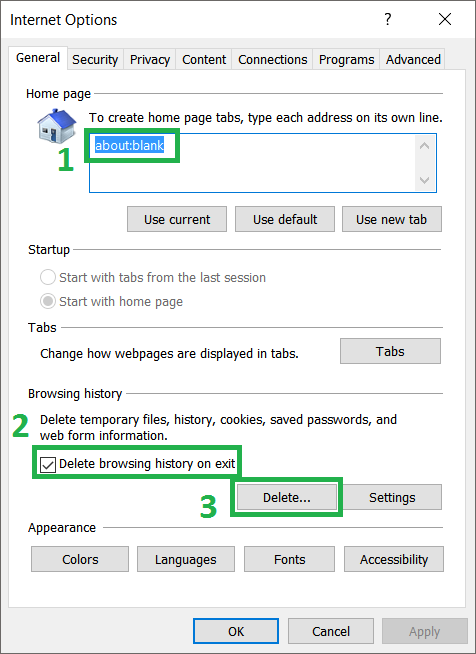 Internet Options ?
General Security Privacy Content Connections Programs Advanced
Home page
To create home page tabs, type each address on its own line.
1
about:blank
Use current Use default Use new tab
Startup
Start with tabs from the last session
Start with home page
Tabs
Change how webpages are displayed in tabs. Tabs
Browsing history
2
Delete temporary files, history, cookies, saved passwords, and
web form information.
Delete browsing history on exit
3 Delete... Settings
Appearance
Colors Languages Fonts Accessibility
OK Cancel Apply